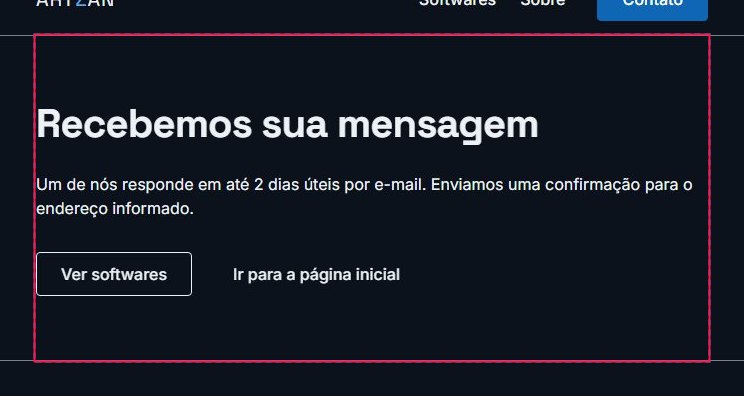 ARTZAN
Softwares Sobre Contato
Recebemos sua mensagem
Um de nós responde em até 2 dias úteis por e-mail. Enviamos uma confirmação para o
endereço informado.
Ver softwares Ir para a página inicial